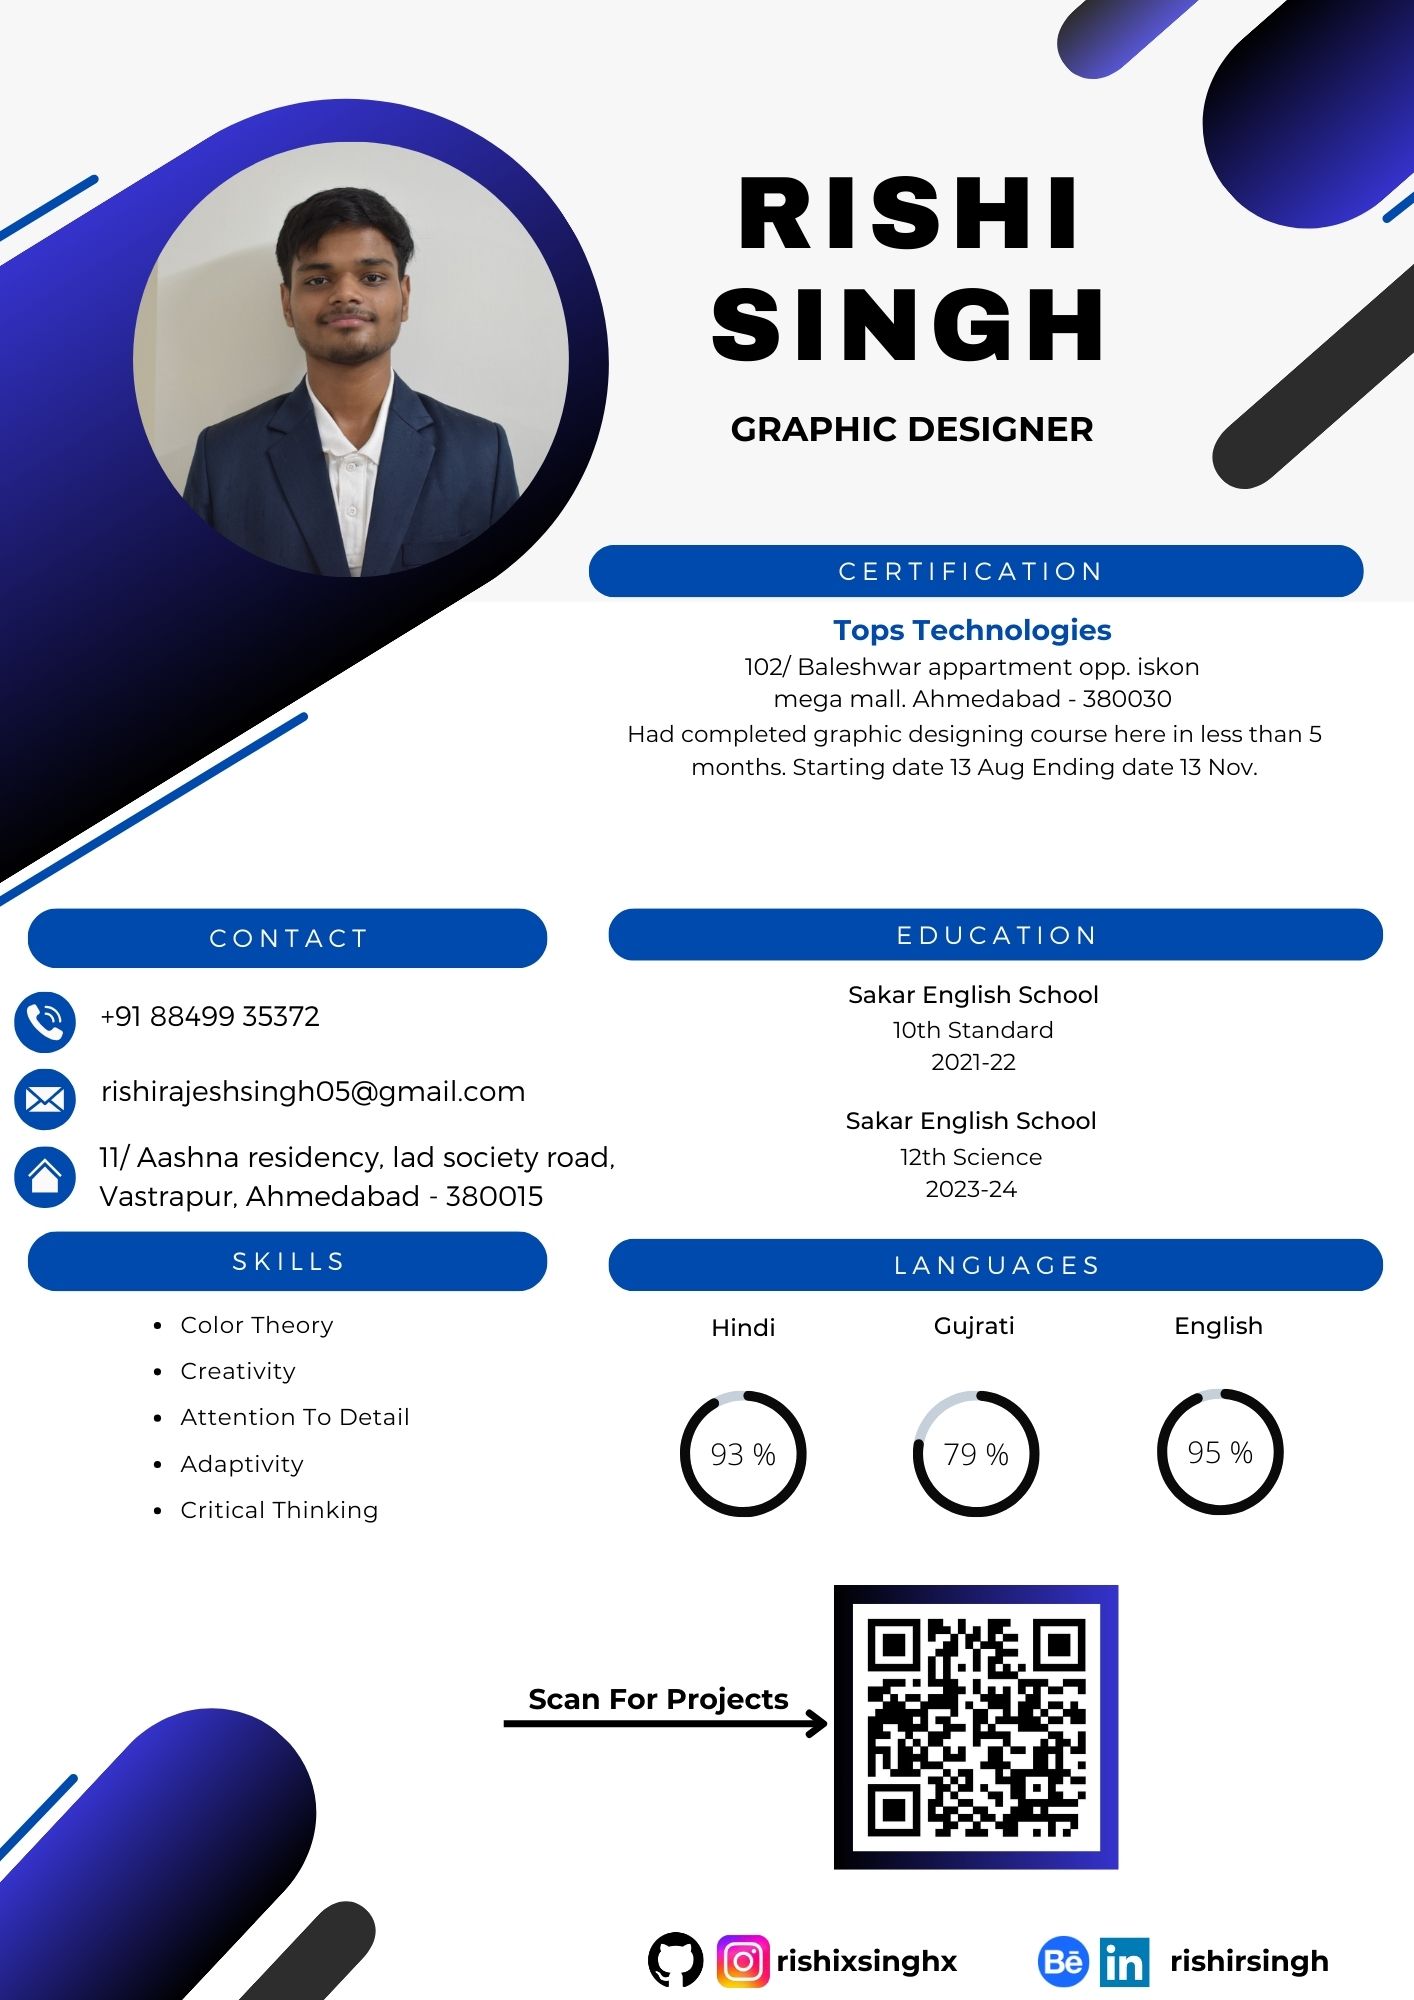 RISHI
SINGH
GRAPHIC DESIGNER
CERTIFICATION
Tops Technologies
102/ Baleshwar appartment opp. iskon
mega mall. Ahmedabad - 380030
Had completed graphic designing course here in less than 5
months. Starting date 13 Aug Ending date 13 Nov.
CONTACT
+91 88499 35372
rishirajeshsingh05@gmail.com
11/ Aashna residency, lad society road,
Vastrapur, Ahmedabad - 380015
EDUCATION
Sakar English School
10th Standard
2021-22
Sakar English School
12th Science
2023-24
SKILLS
• Color Theory
• Creativity
• Attention To Detail
• Adaptivity
• Critical Thinking
LANGUAGES
Hindi Gujrati English
93 % 79 % 95 %
Scan For Projects
rishixsinghx Bē in rishirsingh